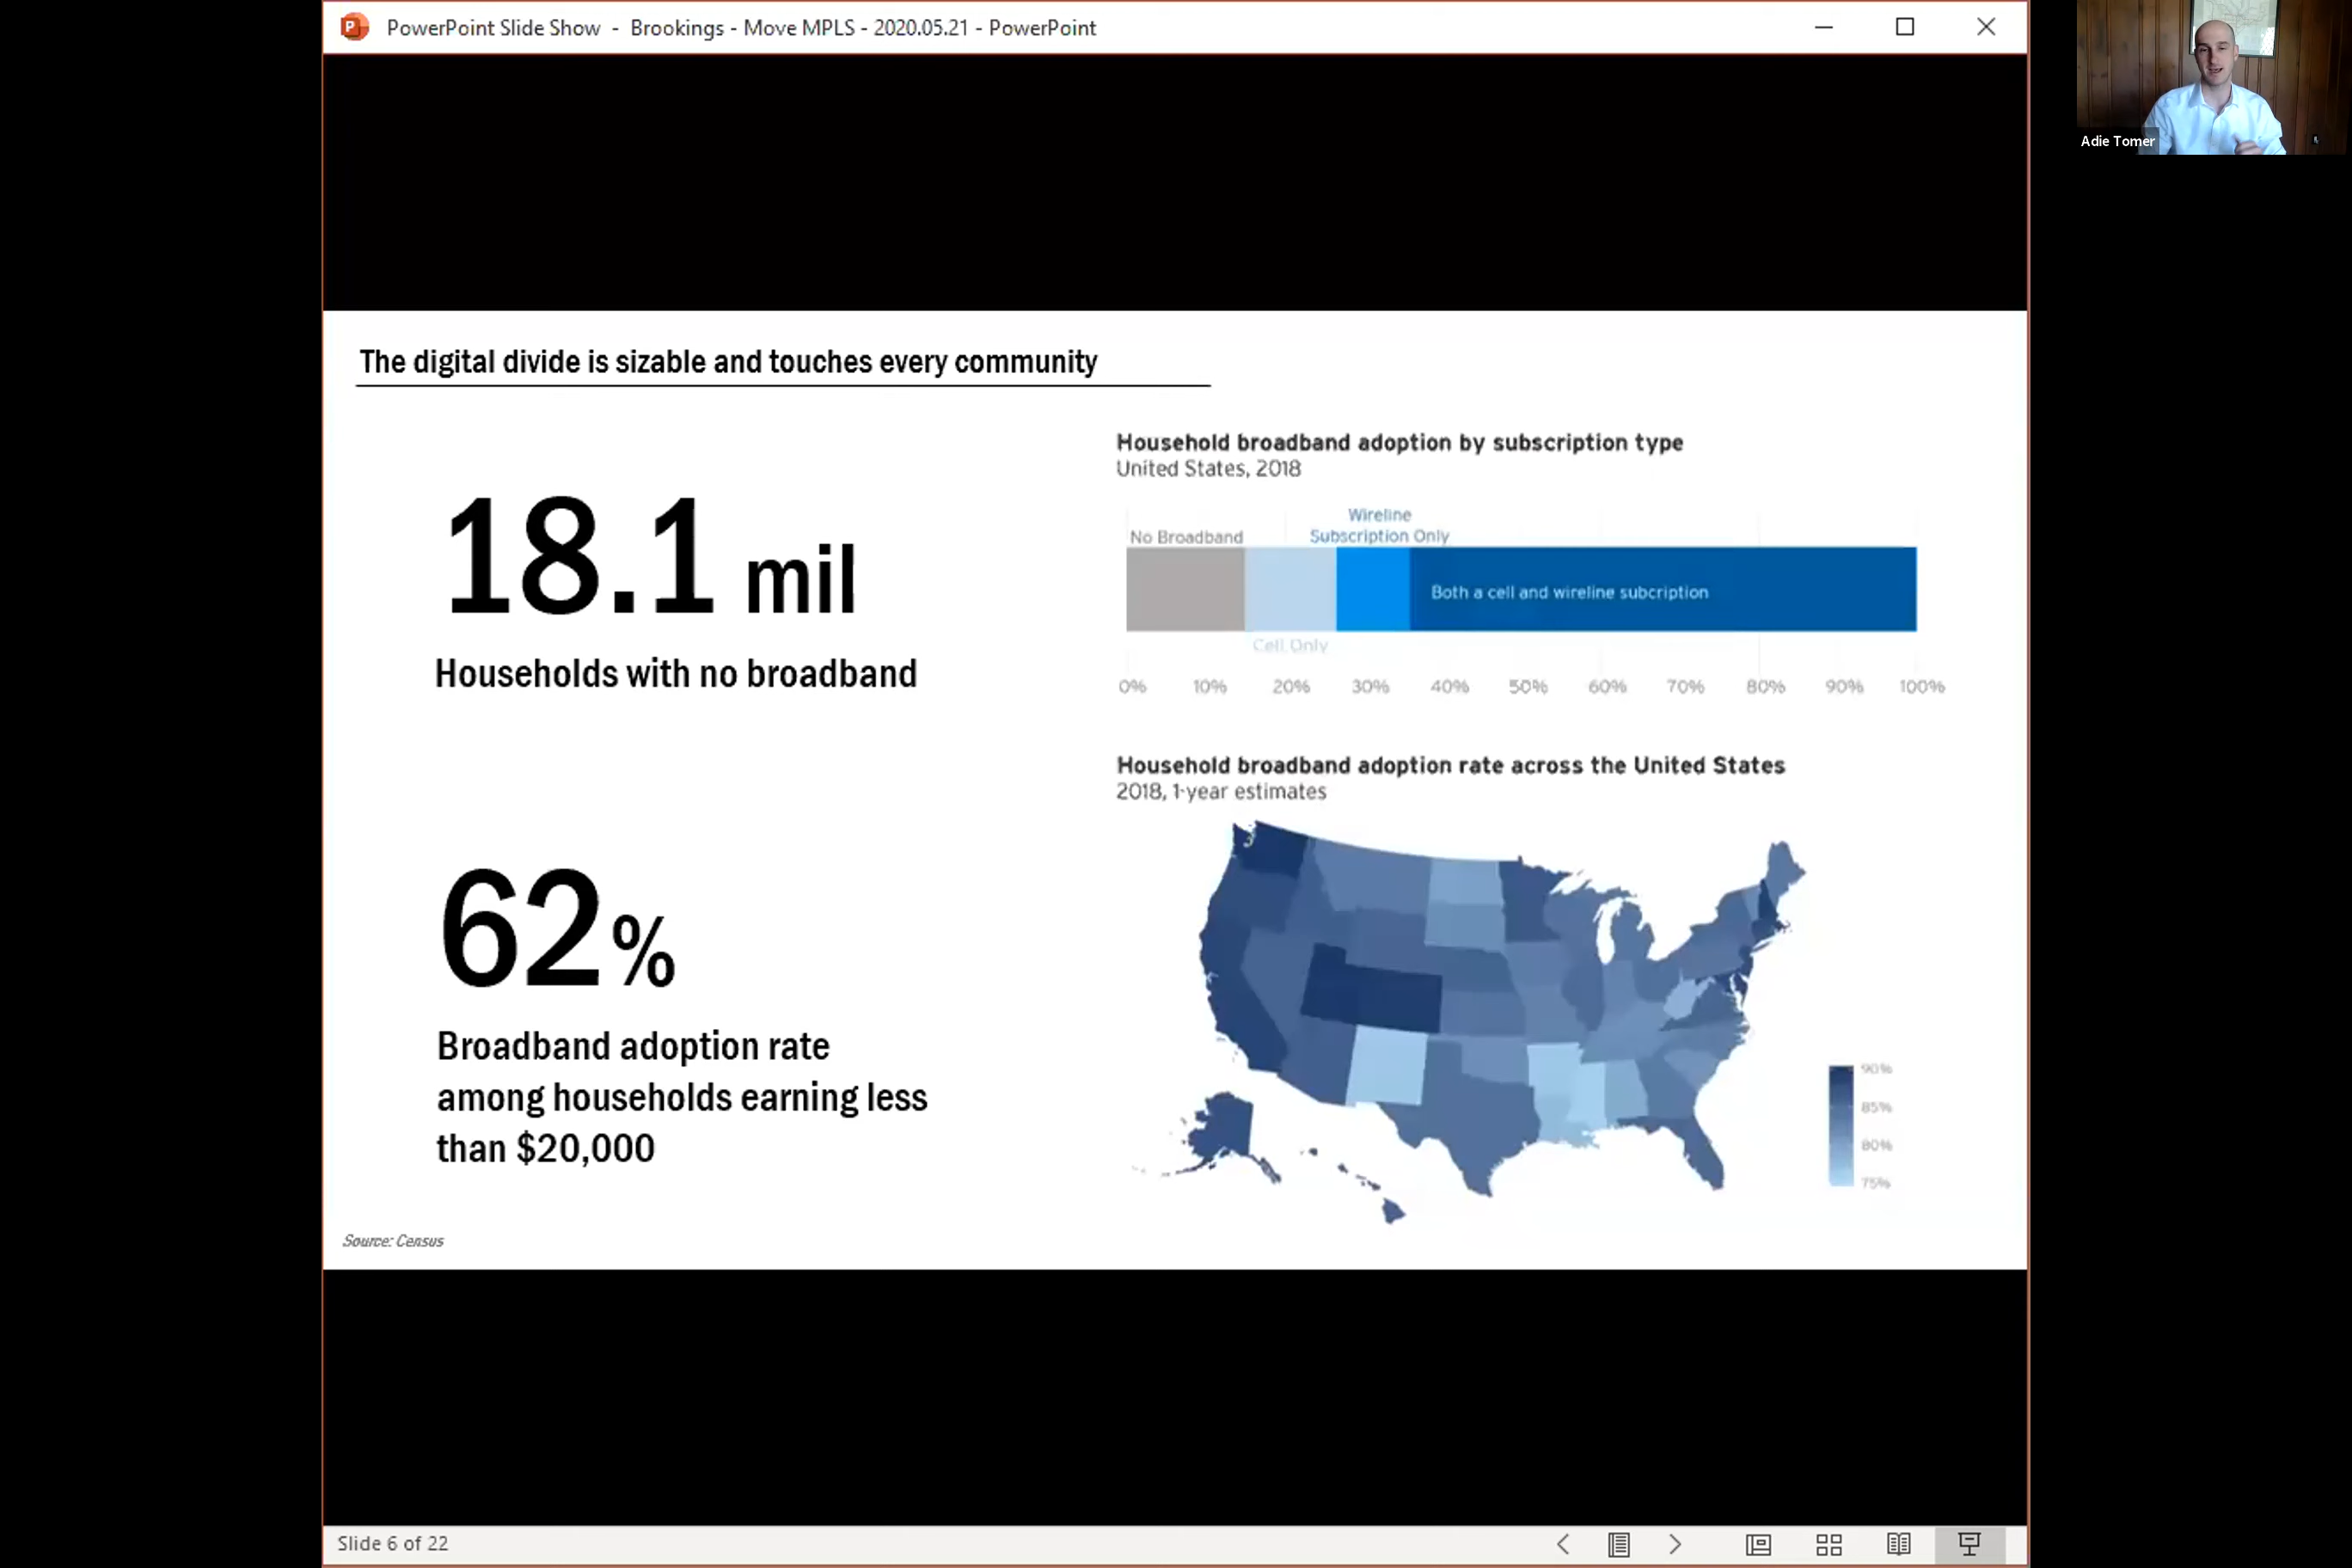 PowerPoint Slide Show - Brookings - Move MPLS - 2020.05.21 - PowerPoint
Adie Tomer
The digital divide is sizable and touches every community
18.1 mil
Households with no broadband
62%
Broadband adoption rate
among households earning less
than $20,000
Source: Census
Household broadband adoption by subscription type
United States, 2018
Wireline
No Broadband
Subscription Only
Both a cell and wireline subcription
Cell Only
0% 10% 20% 30% 40% 50% 60% 70% 80% 90% 100%
Household broadband adoption rate across the United States
2018, 1-year estimates
90%
85%
80%
75%
Slide 6 of 22